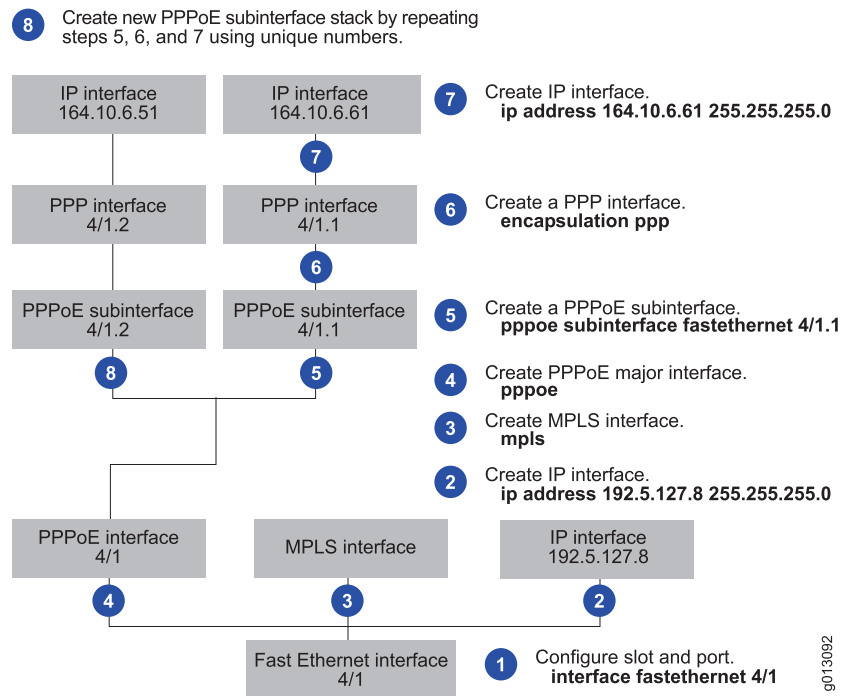 8 Create new PPPoE subinterface stack by repeating
steps 5, 6, and 7 using unique numbers.
IP interface
164.10.6.51
IP interface
164.10.6.61
7 Create IP interface.
ip address 164.10.6.61 255.255.255.0
7
PPP interface
4/1.2
PPP interface
4/1.1
6 Create a PPP interface.
encapsulation ppp
6
PPPoE subinterface
4/1.2
PPPoE subinterface
4/1.1
5 Create a PPPoE subinterface.
pppoe subinterface fastethernet 4/1.1
8
5
4 Create PPPoE major interface.
pppoe
3 Create MPLS interface.
mpls
2 Create IP interface.
ip address 192.5.127.8 255.255.255.0
PPPoE interface
4/1
MPLS interface
IP interface
192.5.127.8
4
3
2
Fast Ethernet interface
4/1
1 Configure slot and port.
interface fastethernet 4/1
g013092